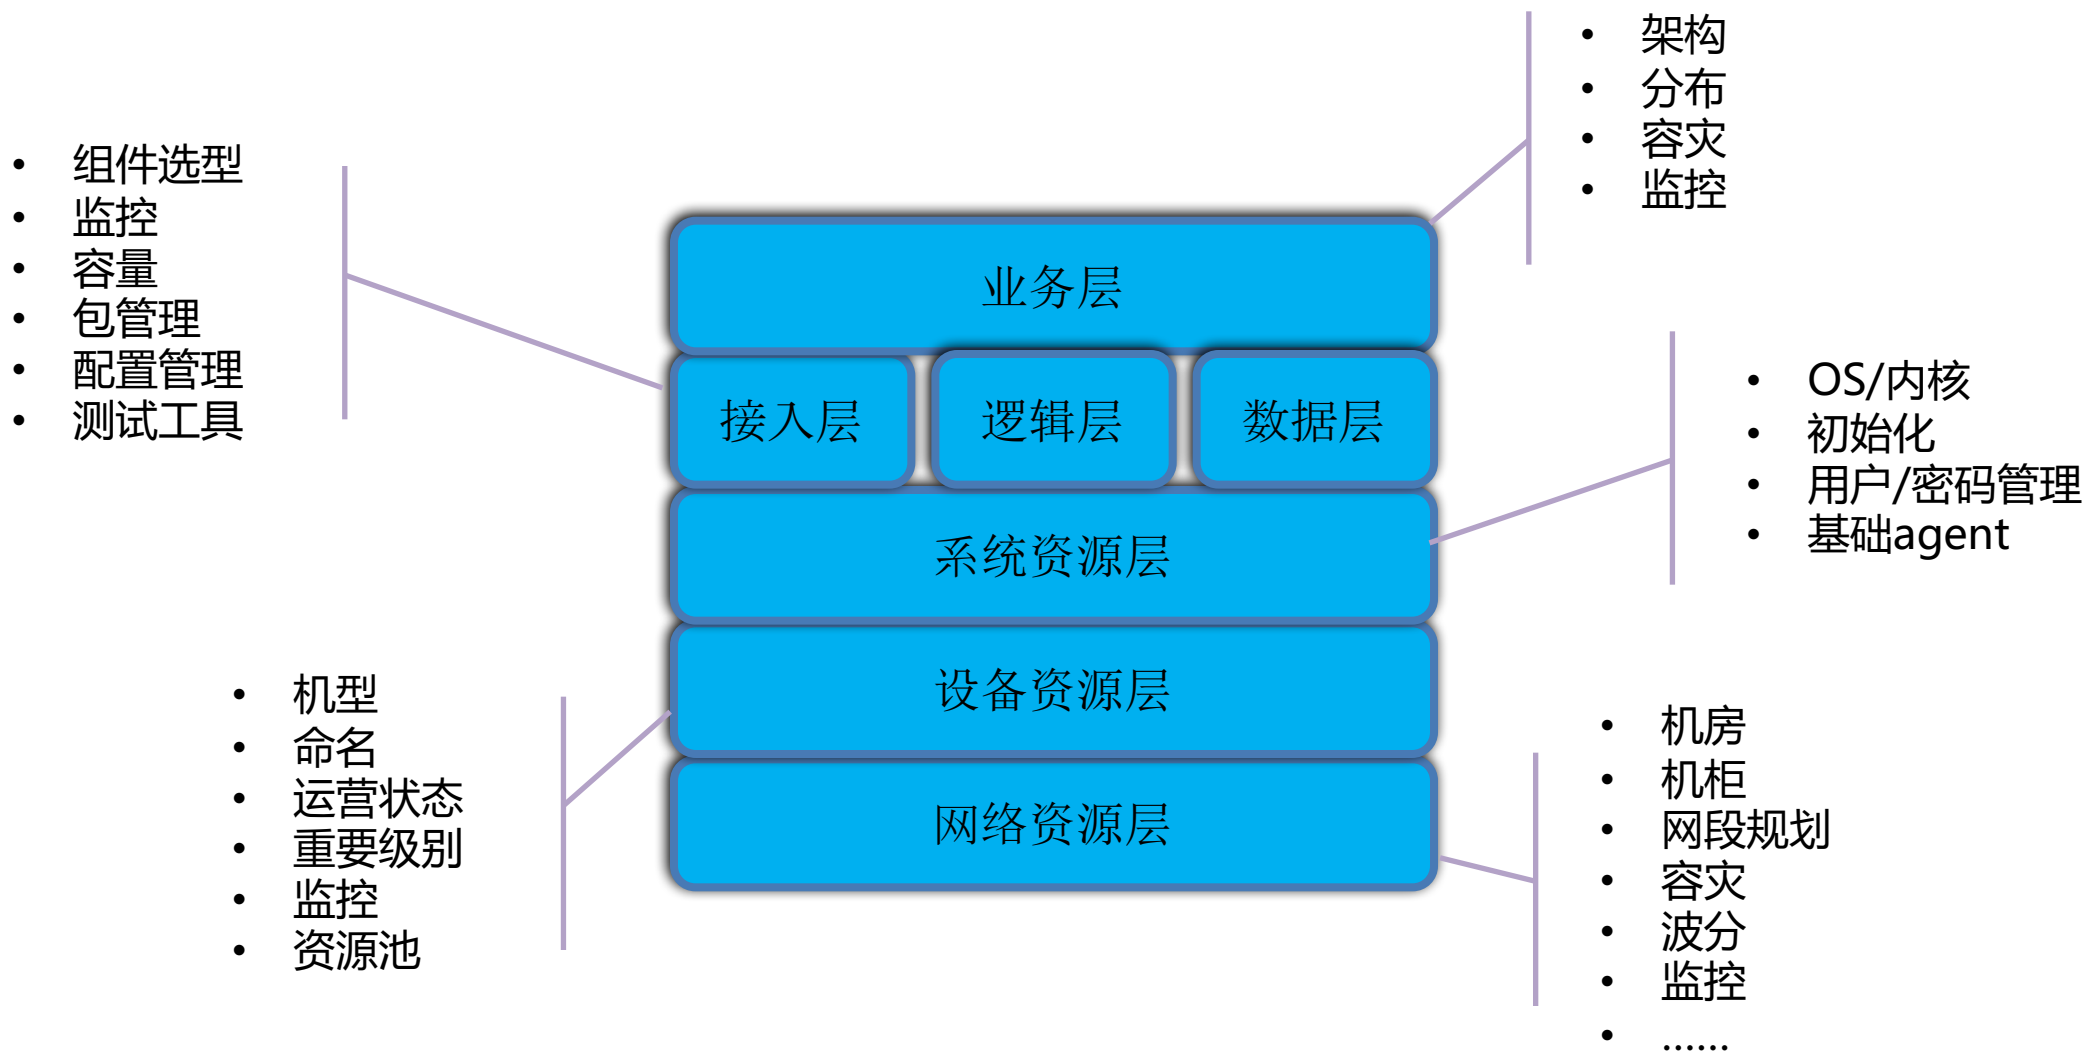 • 架构
• 分布
• 容灾
• 监控
• 组件选型
• 监控
• 容量
• 包管理
• 配置管理
• 测试工具
业务层
接入层
逻辑层
数据层
系统资源层
设备资源层
网络资源层
• OS/内核
• 初始化
• 用户/密码管理
• 基础agent
• 机型
• 命名
• 运营状态
• 重要级别
• 监控
• 资源池
• 机房
• 机柜
• 网段规划
• 容灾
• 波分
• 监控
• ......